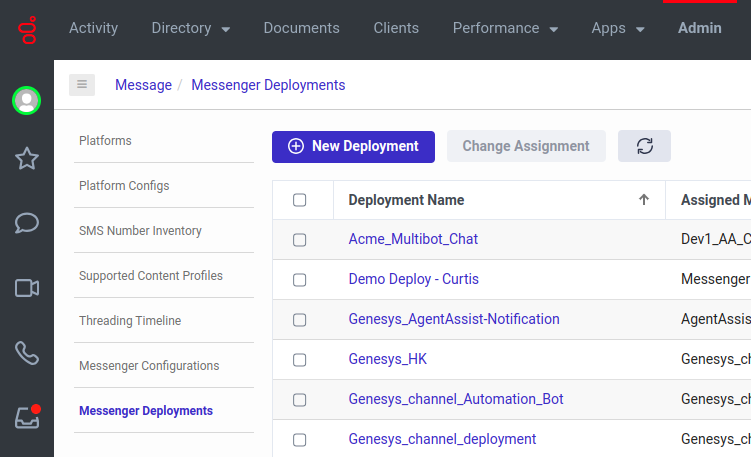 Activity Directory Documents Clients Performance Apps Admin
Message / Messenger Deployments
Platforms
Platform Configs
SMS Number Inventory
Supported Content Profiles
Threading Timeline
Messenger Configurations
Messenger Deployments
New Deployment Change Assignment
Deployment Name Assigned M
Acme_Multibot_Chat Dev1_AA_C
Demo Deploy - Curtis Messenger
Genesys_AgentAssist-Notification AgentAssis
Genesys_HK Genesys_ch
Genesys_channel_Automation_Bot Genesys_ch
Genesys_channel_deployment Genesys_ch